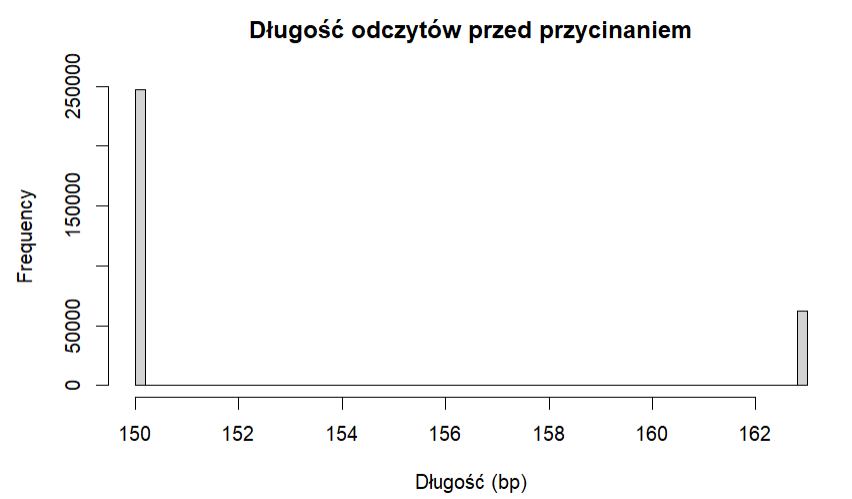 Długość odczytów przed przycinaniem
Frequency
250000
150000
50000
0
150 152 154 156 158 160 162
Długość (bp)